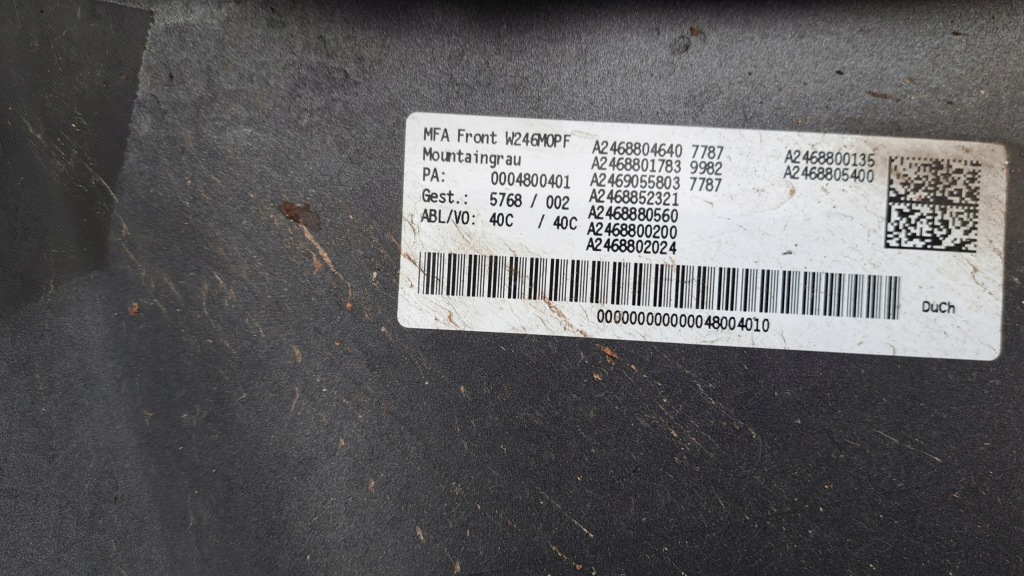 MFA Front W246MOPF
Mountaingrau
PA: 0004800401
Gest.: 5768 / 002
ABL/VO: 40C / 40C
A2468804640 7787
A2468801783 9982
A2469055803 7787
A2468852321
A2468880560
A2468800200
A2468802024
A2468800135
A2468805400
000000000000048004010
DuCh